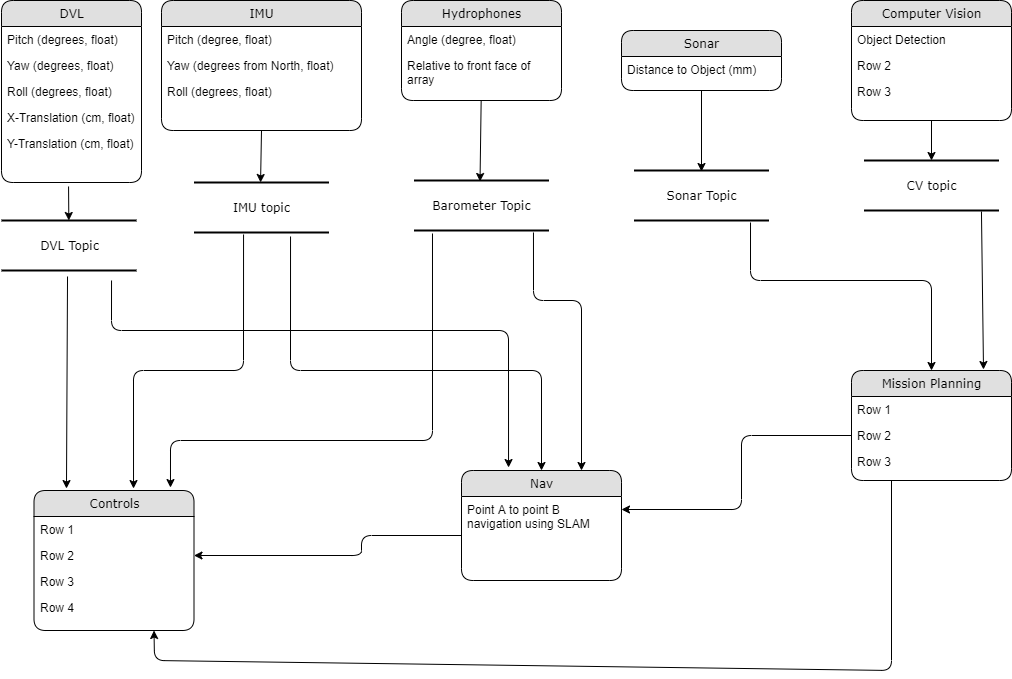 DVL
Pitch (degrees, float)
Yaw (degrees, float)
Roll (degrees, float)
X-Translation (cm, float)
Y-Translation (cm, float)
IMU
Pitch (degree, float)
Yaw (degrees from North, float)
Roll (degrees, float)
Hydrophones
Angle (degree, float)
Relative to front face of
array
Sonar
Distance to Object (mm)
Computer Vision
Object Detection
Row 2
Row 3
DVL Topic
IMU topic
Barometer Topic
Sonar Topic
CV topic
Mission Planning
Row 1
Row 2
Row 3
Controls
Row 1
Row 2
Row 3
Row 4
Nav
Point A to point B
navigation using SLAM